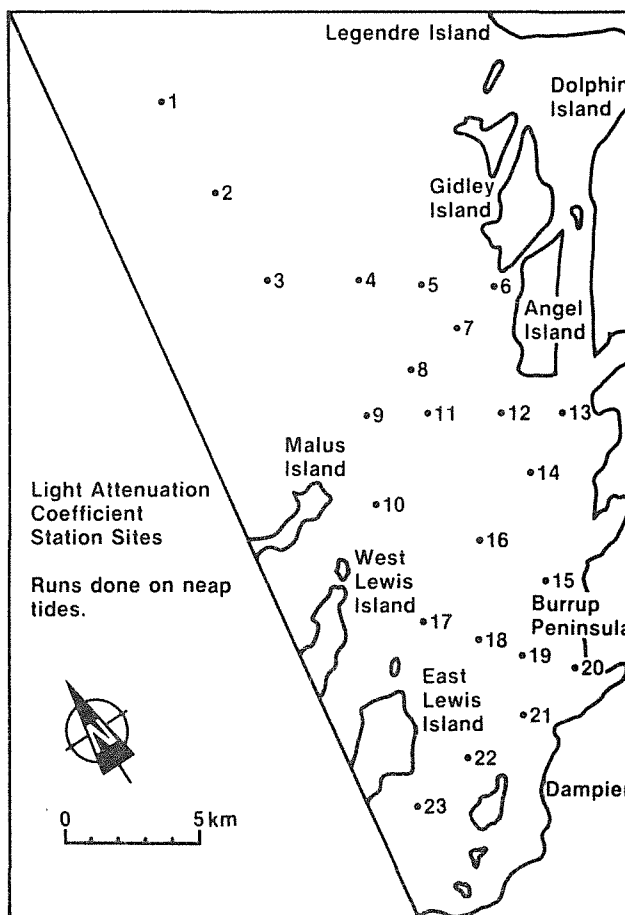 Legendre Island
Dolphin
Island
1
2
Gidley
Island
3
4
5
6
7
Angel
Island
8
9
11
12
13
Malus
Island
14
Light Attenuation
Coefficient
Station Sites
10
16
Runs done on neap
tides.
West
Lewis
Island
15
Burrup
Peninsula
17
18
19
20
East
Lewis
Island
21
N
22
Dampier
0 5 km
23